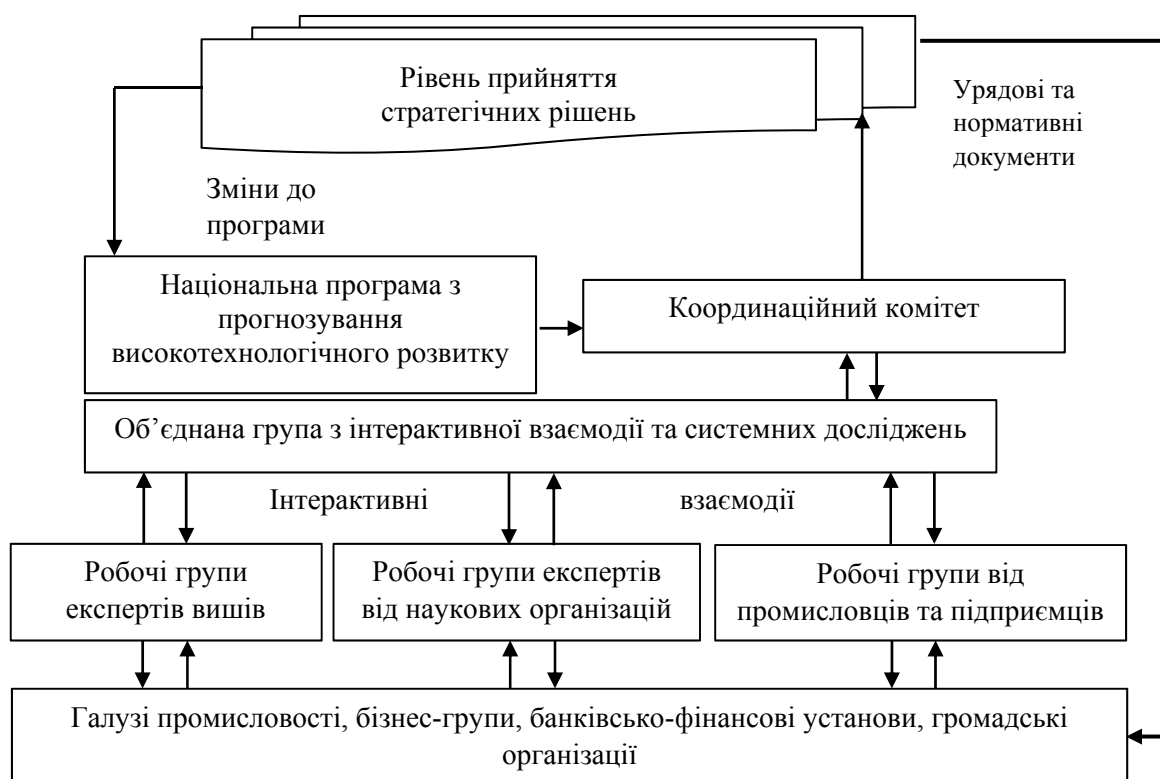 Рівень прийняття
стратегічних рішень
Урядові та
нормативні
документи
Зміни до
програми
Національна програма з
прогнозування
високотехнологічного розвитку
Координаційний комітет
Об’єднана група з інтерактивної взаємодії та системних досліджень
Інтерактивні взаємодії
Робочі групи
експертів вишів
Робочі групи експертів
від наукових організацій
Робочі групи від
промисловців та підприємців
Галузі промисловості, бізнес-групи, банківсько-фінансові установи, громадські
організації